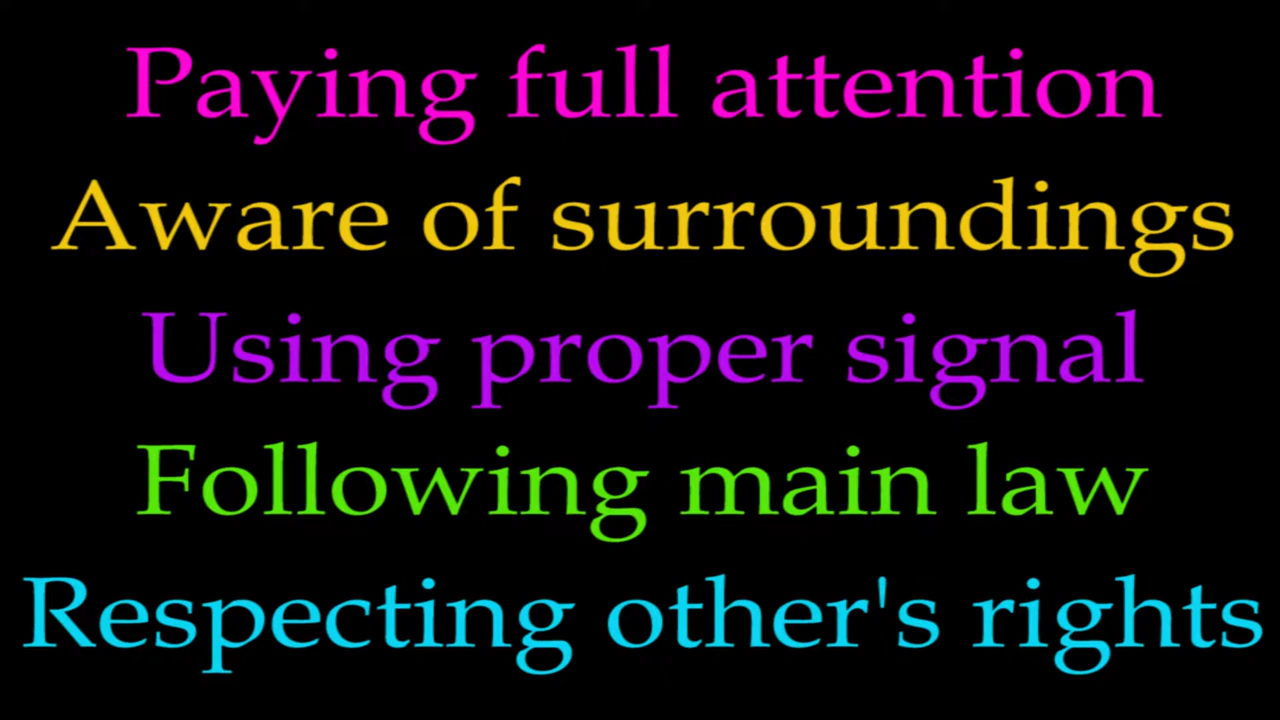 Paying full attention
Aware of surroundings
Using proper signal
Following main law
Respecting other's rights